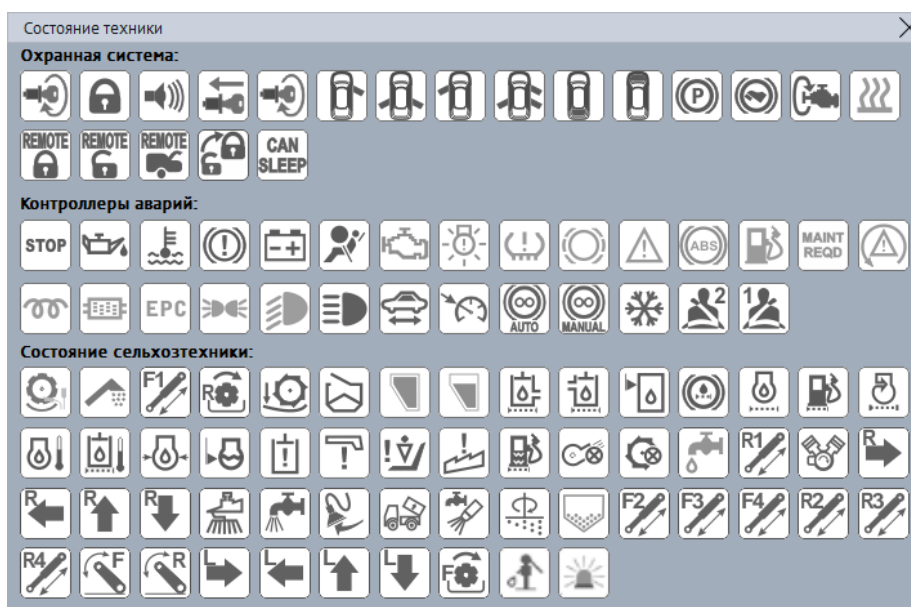 Состояние техники
Охранная система:
P
REMOTE REMOTE REMOTE CAN SLEEP
Контроллеры аварий:
STOP ABS MAINT REQD
EPC AUTO MANUAL 2 1
Состояние сельхозтехники:
F1 R
R1 R
R R R F2 F3 F4 R2 R3
R4 F R L L L L F